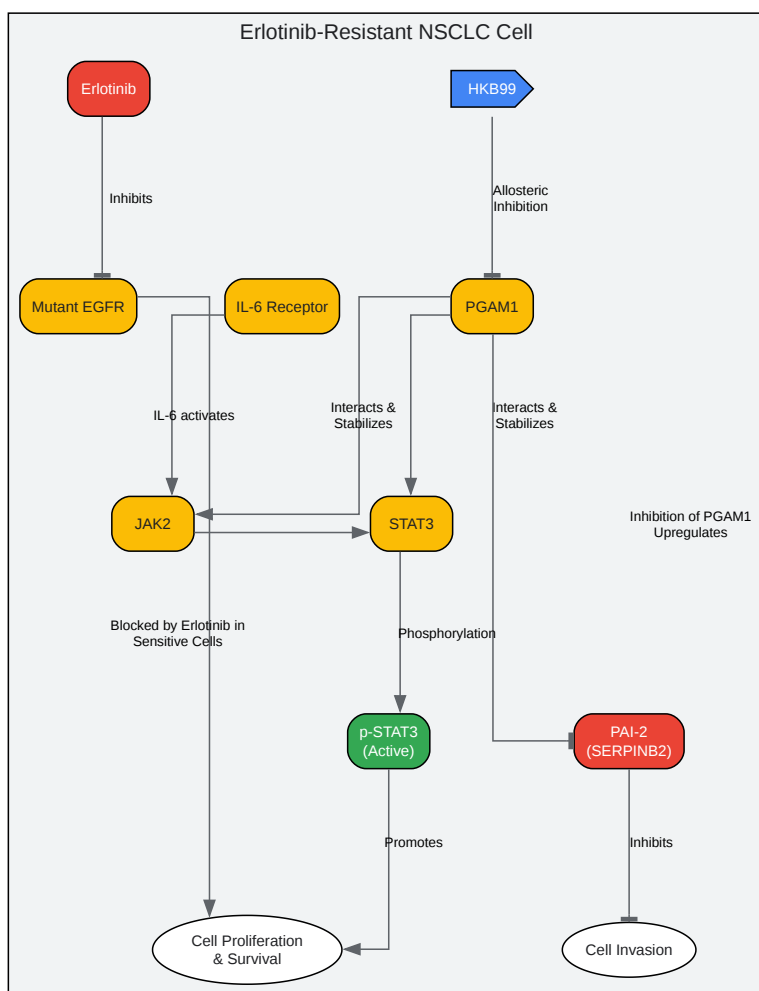 Erlotinib-Resistant NSCLC Cell
Erlotinib
HKB99
Inhibits
Allosteric
Inhibition
Mutant EGFR
IL-6 Receptor
PGAM1
IL-6 activates
Interacts &
Stabilizes
Interacts &
Stabilizes
JAK2
STAT3
Inhibition of PGAM1
Upregulates
Blocked by Erlotinib in
Sensitive Cells
Phosphorylation
p-STAT3
(Active)
PAI-2
(SERPINB2)
Promotes
Inhibits
Cell Proliferation
& Survival
Cell Invasion